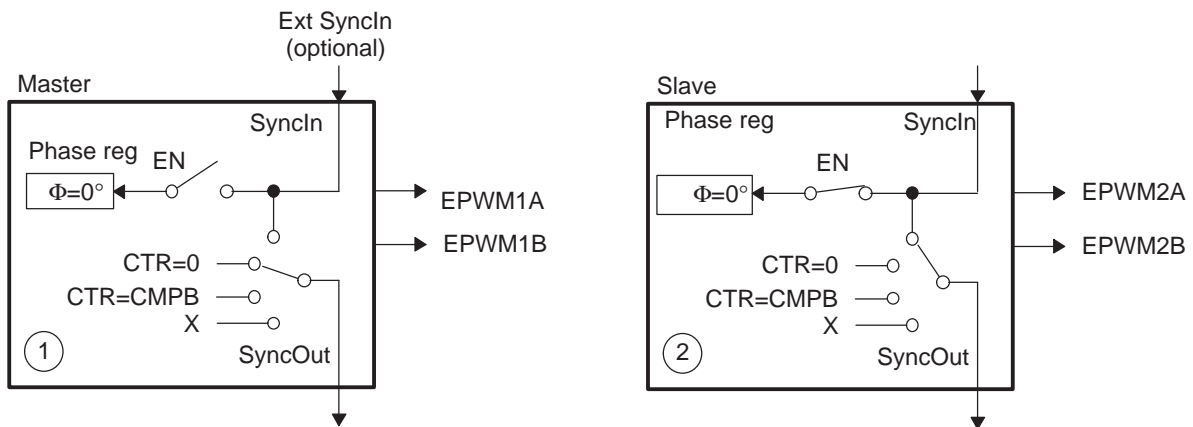 Ext SyncIn
(optional)
Master
SyncIn
Phase reg
EN
Φ=0°
EPWM1A
EPWM1B
CTR=0
CTR=CMPB
X
SyncOut
1
Slave
Phase reg
SyncIn
EN
Φ=0°
EPWM2A
EPWM2B
CTR=0
CTR=CMPB
X
SyncOut
2